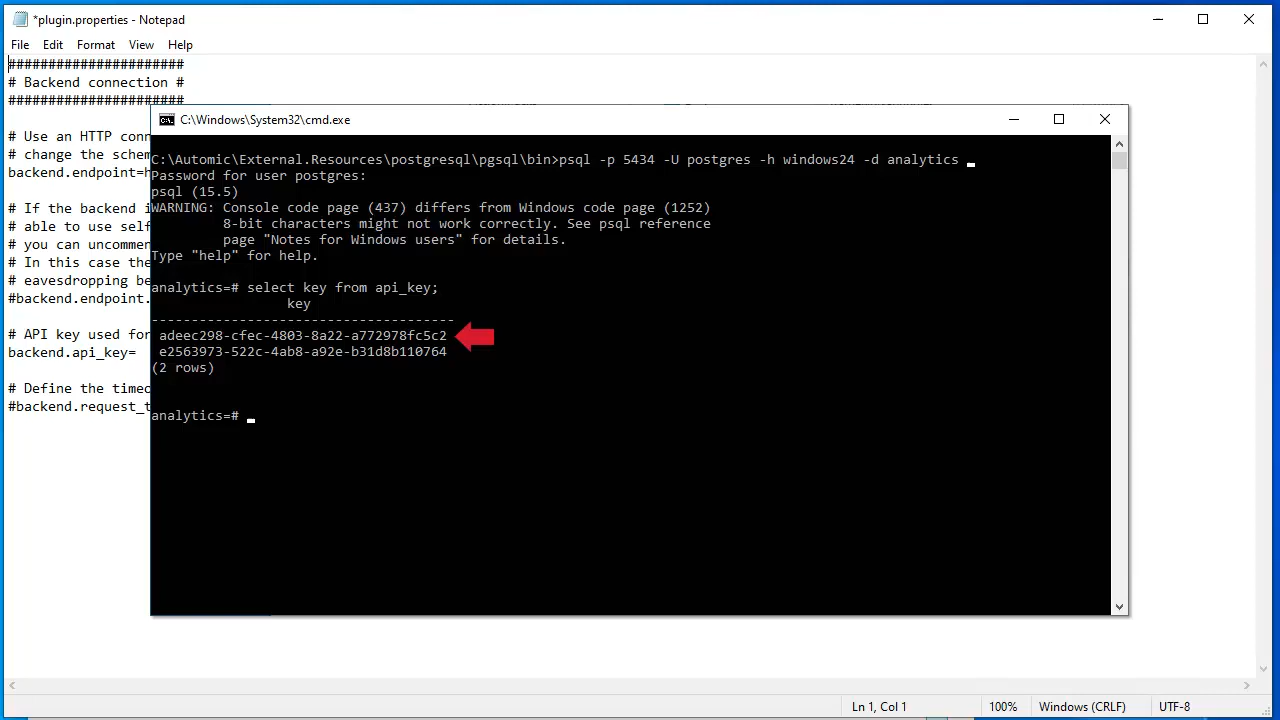 *plugin.properties - Notepad
File Edit Format View Help
######################
# Backend connection #
######################
# Use an HTTP conn
# change the schem
backend.endpoint=h
# If the backend i
# able to use self
# you can uncommen
# In this case the
# eavesdropping be
#backend.endpoint.
# API key used for
backend.api_key=
# Define the timeo
#backend.request_t
C:\Windows\System32\cmd.exe
C:\Automic\External.Resources\postgresql\pgsql\bin>psql -p 5434 -U postgres -h windows24 -d analytics
Password for user postgres:
psql (15.5)
WARNING: Console code page (437) differs from Windows code page (1252)
8-bit characters might not work correctly. See psql reference
page "Notes for Windows users" for details.
Type "help" for help.
analytics=# select key from api_key;
key
--------------------------------------
adeec298-cfec-4803-8a22-a772978fc5c2
e2563973-522c-4ab8-a92e-b31d8b110764
(2 rows)
analytics=#
Ln 1, Col 1 100% Windows (CRLF) UTF-8